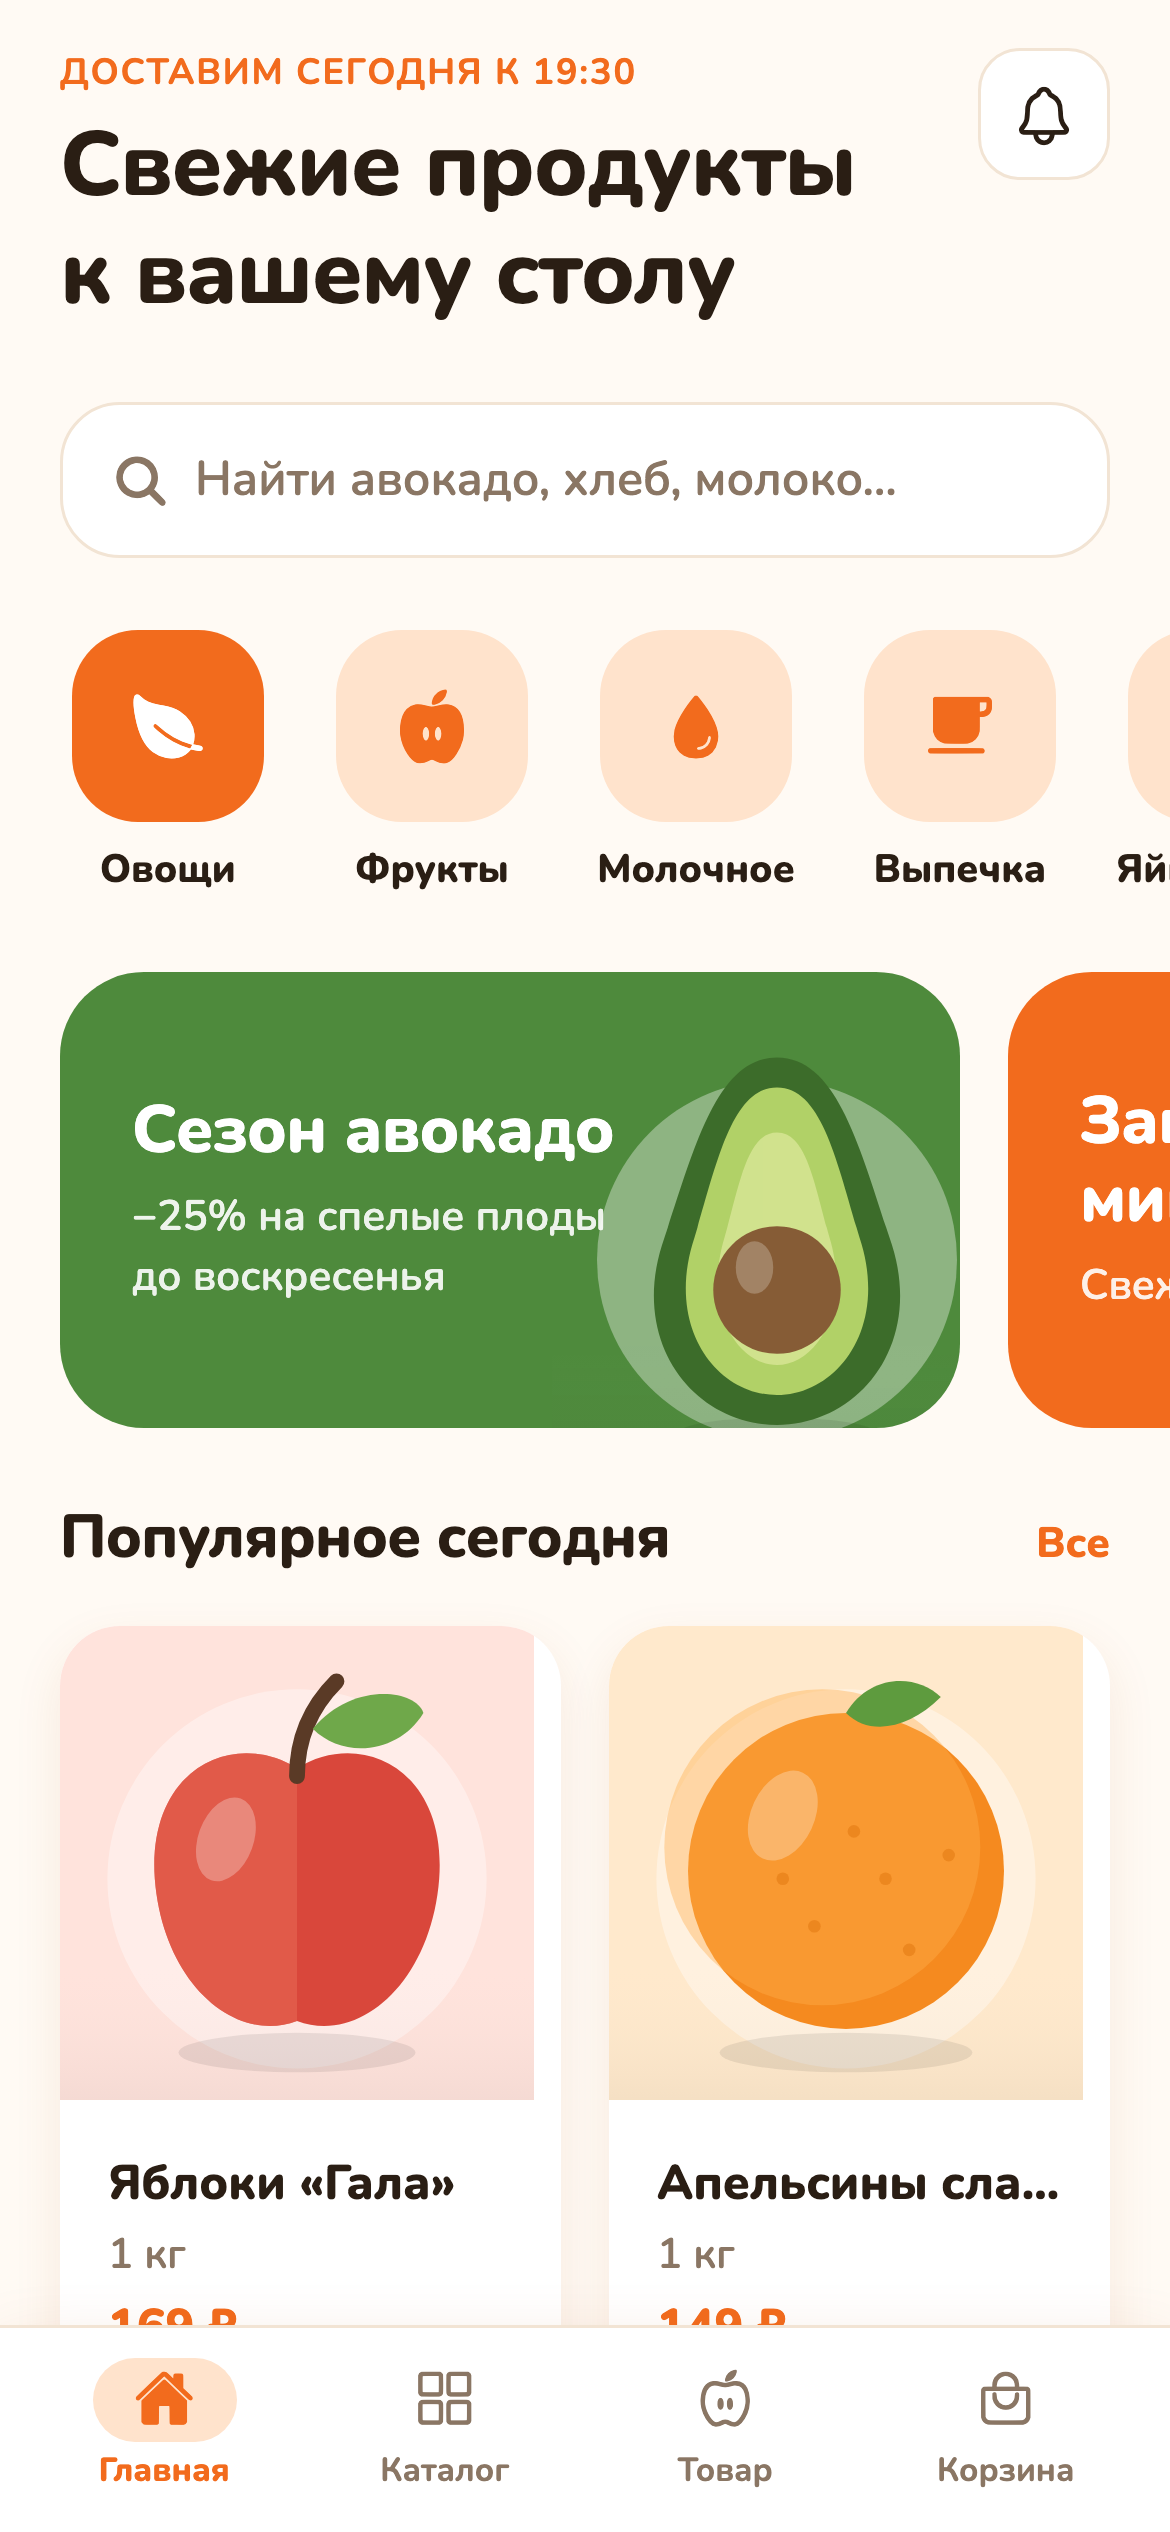 ДОСТАВИМ СЕГОДНЯ К 19:30
Свежие продукты
к вашему столу
Найти авокадо, хлеб, молоко...
Овощи
Фрукты
Молочное
Выпечка
Сезон авокадо
−25% на спелые плоды
до воскресенья
Популярное сегодня
Все
Яблоки «Гала»
1 кг
169 ₽
Апельсины сла...
1 кг
149 ₽
Главная
Каталог
Товар
Корзина